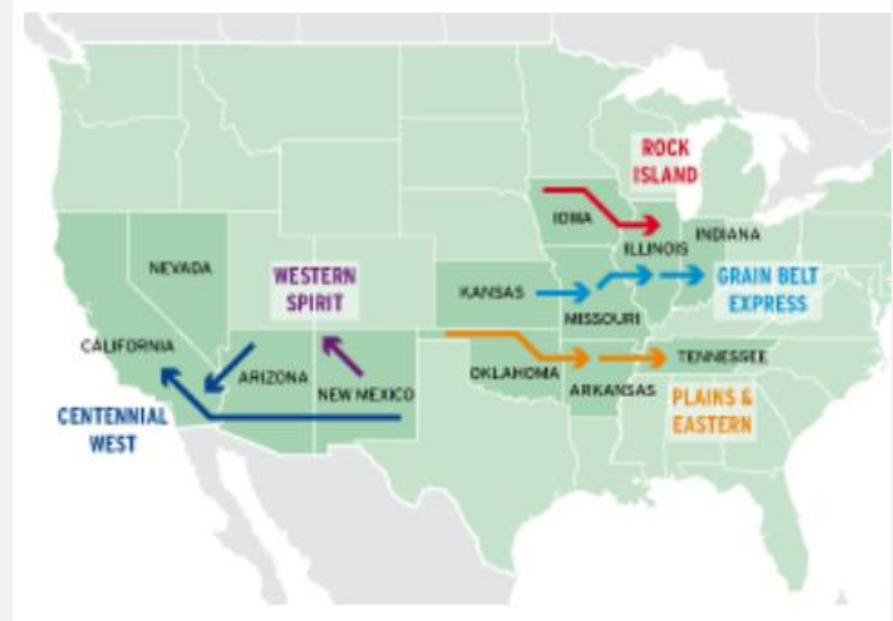 ROCK
ISLAND
IOWA
INDIANA
ILLINOIS
NEVADA
WESTERN
SPIRIT
KANSAS
GRAIN BELT
EXPRESS
MISSOURI
CALIFORNIA
ARIZONA
NEW MEXICO
OKLAHOMA
TENNESSEE
ARKANSAS
PLAINS &
EASTERN
CENTENNIAL
WEST